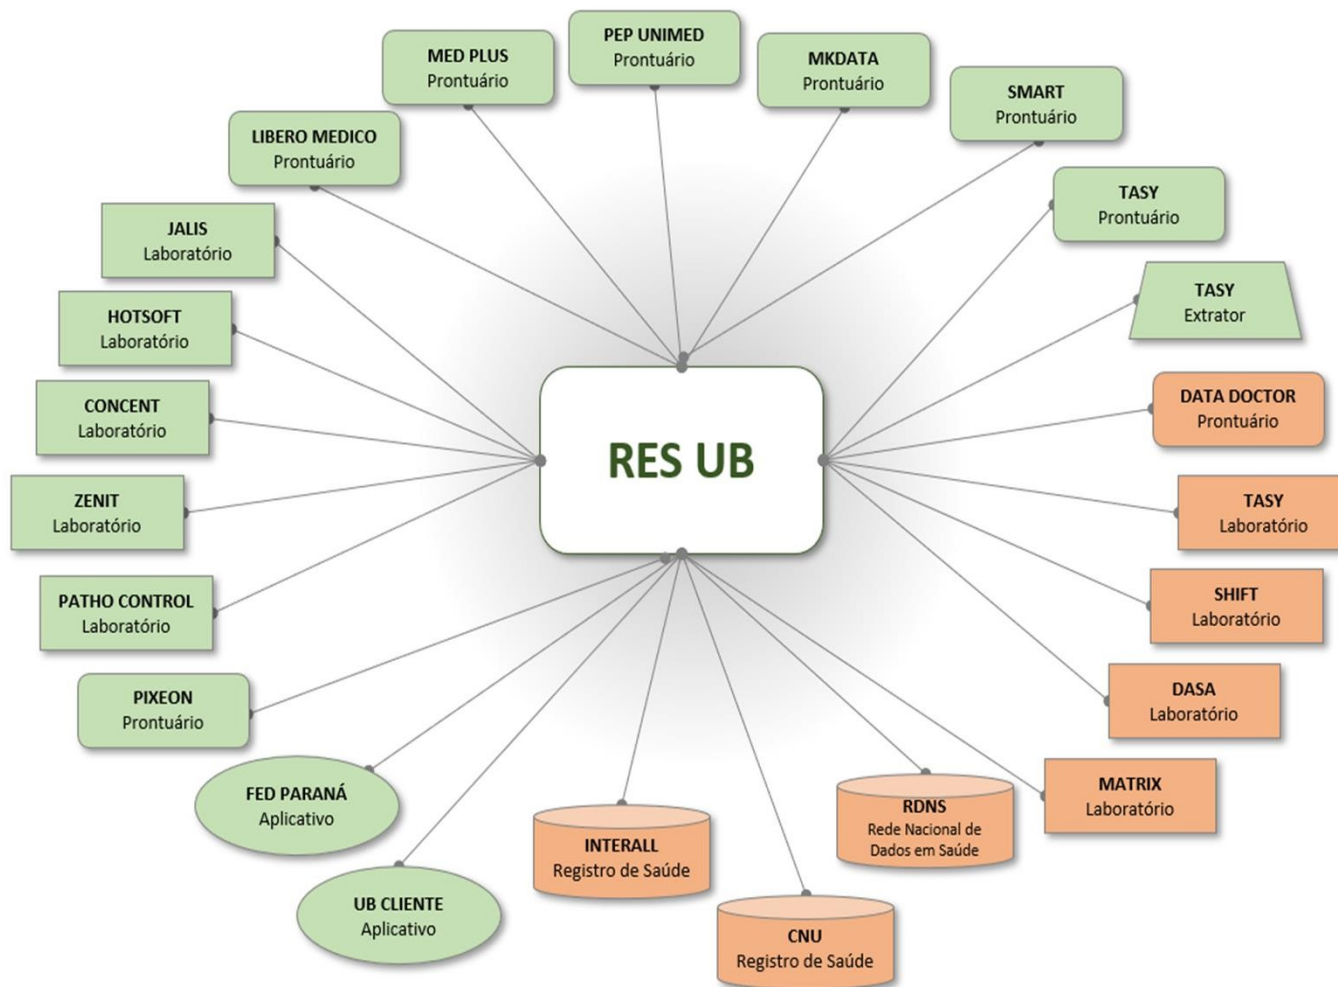 PEP UNIMED
Prontuário
MED PLUS
Prontuário
MKDATA
Prontuário
SMART
Prontuário
LIBERO MEDICO
Prontuário
TASY
Prontuário
JALIS
Laboratório
TASY
Extrator
HOTSOFT
Laboratório
DATA DOCTOR
Prontuário
CONCENT
Laboratório
RES UB
ZENIT
Laboratório
TASY
Laboratório
PATHO CONTROL
Laboratório
SHIFT
Laboratório
PIXEON
Prontuário
DASA
Laboratório
FED PARANÁ
Aplicativo
MATRIX
Laboratório
RDNS
Rede Nacional de
Dados em Saúde
INTERALL
Registro de Saúde
UB CLIENTE
Aplicativo
CNU
Registro de Saúde